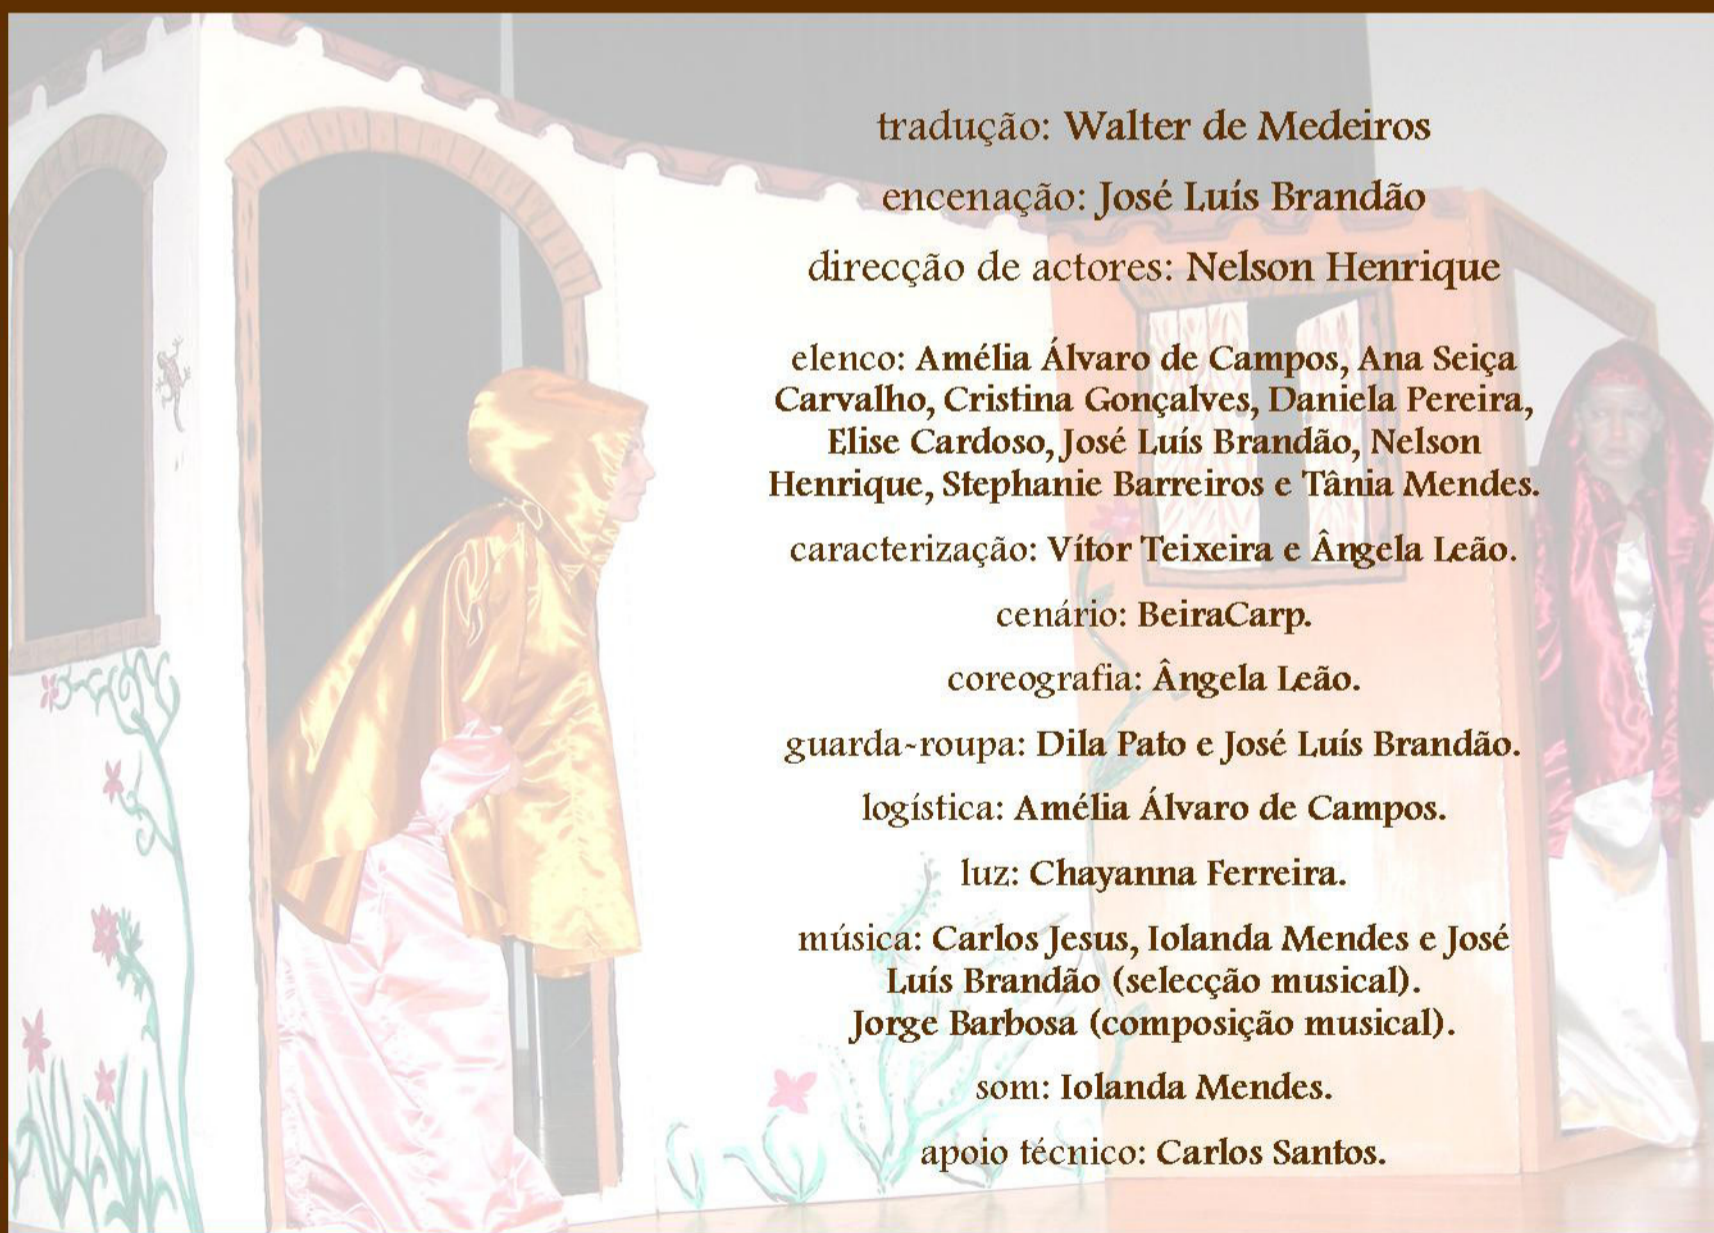 tradução: Walter de Medeiros
encenação: José Luís Brandão
direcção de actores: Nelson Henrique
elenco: Amélia Álvaro de Campos, Ana Seiça
Carvalho, Cristina Gonçalves, Daniela Pereira,
Elise Cardoso, José Luís Brandão, Nelson
Henrique, Stephanie Barreiros e Tânia Mendes.
caracterização: Vítor Teixeira e Ângela Leão.
cenário: BeiraCarp.
coreografia: Ângela Leão.
guarda-roupa: Dila Pato e José Luís Brandão.
logística: Amélia Álvaro de Campos.
luz: Chayanna Ferreira.
música: Carlos Jesus, Iolanda Mendes e José
Luís Brandão (selecção musical).
Jorge Barbosa (composição musical).
som: Iolanda Mendes.
apoio técnico: Carlos Santos.